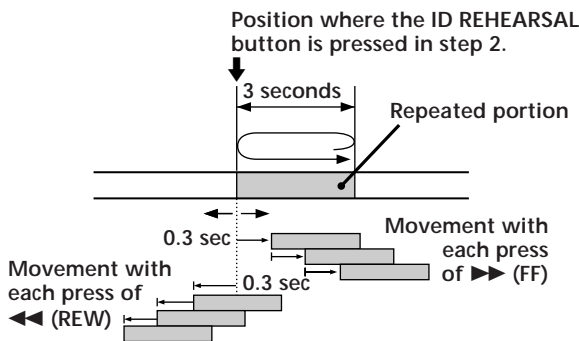 Position where the ID REHEARSAL
button is pressed in step 2.
3 seconds
Repeated portion
0.3 sec
Movement with
each press
of ►► (FF)
0.3 sec
Movement with
each press of
◄◄ (REW)